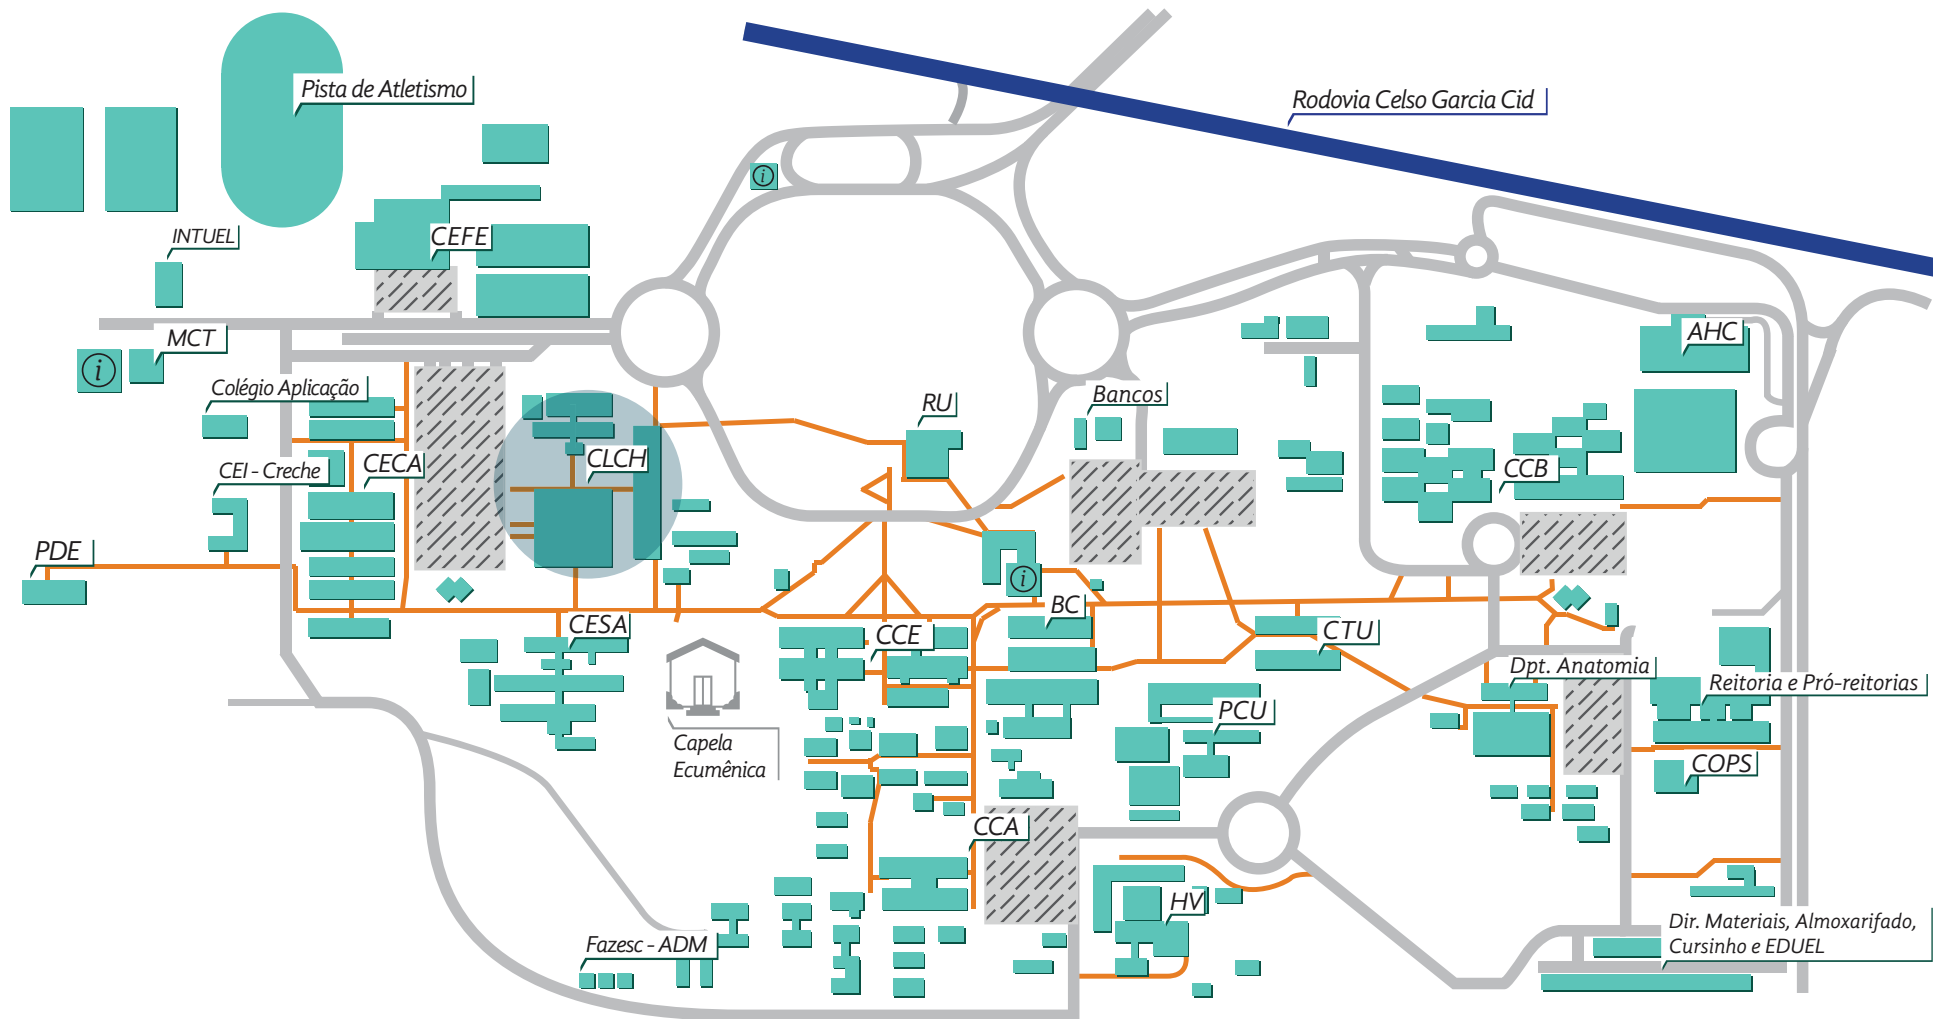 Pista de Atletismo
Rodovia Celso Garcia Cid
i
INTUEL
CEFE
MCT
i
AHC
Colégio Aplicação
RU
Bancos
CEI - Creche
CECA
CLCH
CCB
PDE
i
BC
CESA
CCE
CTU
Dpt. Anatomia
Reitoria e Pró-reitorias
PCU
Capela
Ecumênica
COPS
CCA
HV
Fazesc - ADM
Dir. Materiais, Almoxarifado,
Cursinho e EDUEL